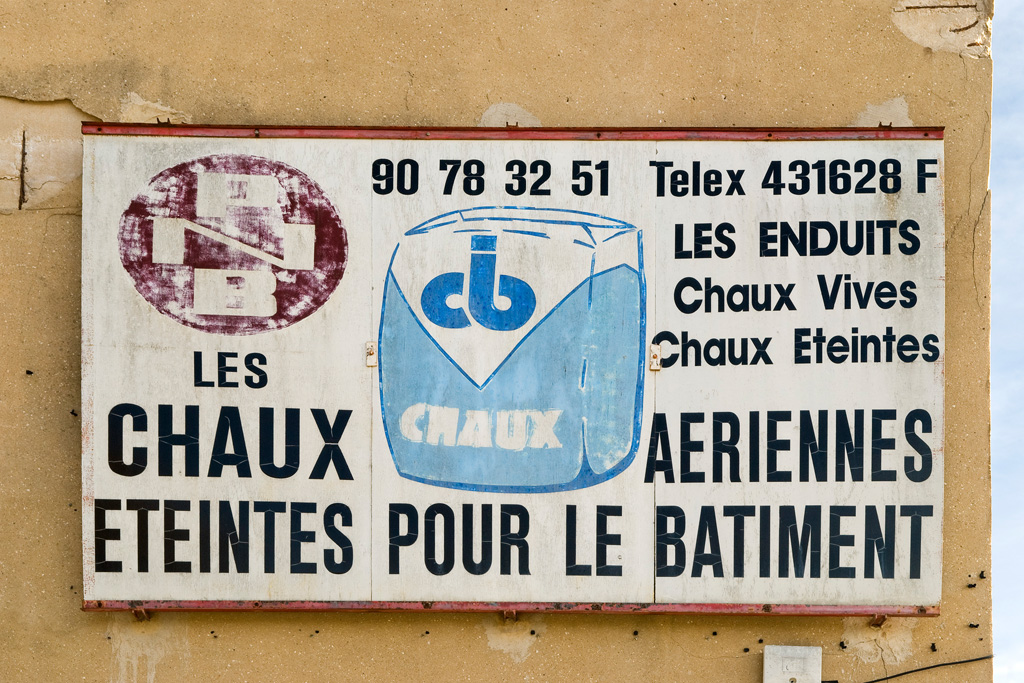 B
N
B
90 78 32 51
Telex 431628 F
LES ENDUITS
Chaux Vives
Chaux Eteintes
cb
CHAUX
LES
CHAUX AERIENNES
ETEINTES POUR LE BATIMENT